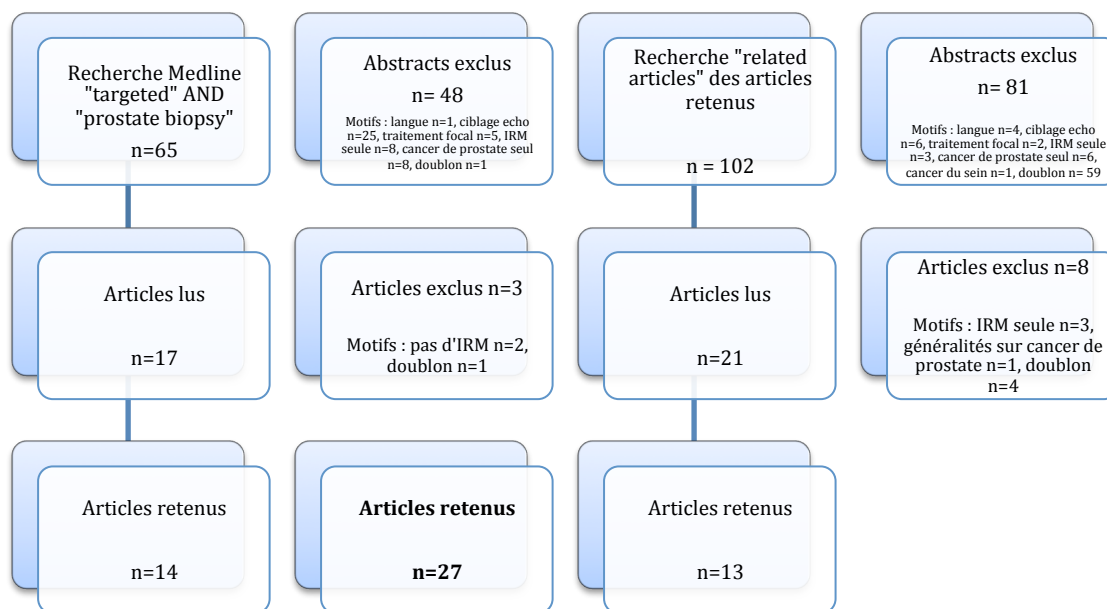 Recherche Medline
"targeted" AND
"prostate biopsy"
n=65
Abstracts exclus
n= 48
Motifs : langue n=1, ciblage echo
n=25, traitement focal n=5, IRM
seule n=8, cancer de prostate seul
n=8, doublon n=1
Recherche "related
articles" des articles
retenus
n = 102
Abstracts exclus
n= 81
Motifs : langue n=4, ciblage echo
n=6, traitement focal n=2, IRM seule
n=3, cancer de prostate seul n=6,
cancer du sein n=1, doublon n= 59
Articles lus
n=17
Articles exclus n=3
Motifs : pas d'IRM n=2,
doublon n=1
Articles lus
n=21
Articles exclus n=8
Motifs : IRM seule n=3,
généralités sur cancer de
prostate n=1, doublon
n=4
Articles retenus
n=14
Articles retenus
n=27
Articles retenus
n=13